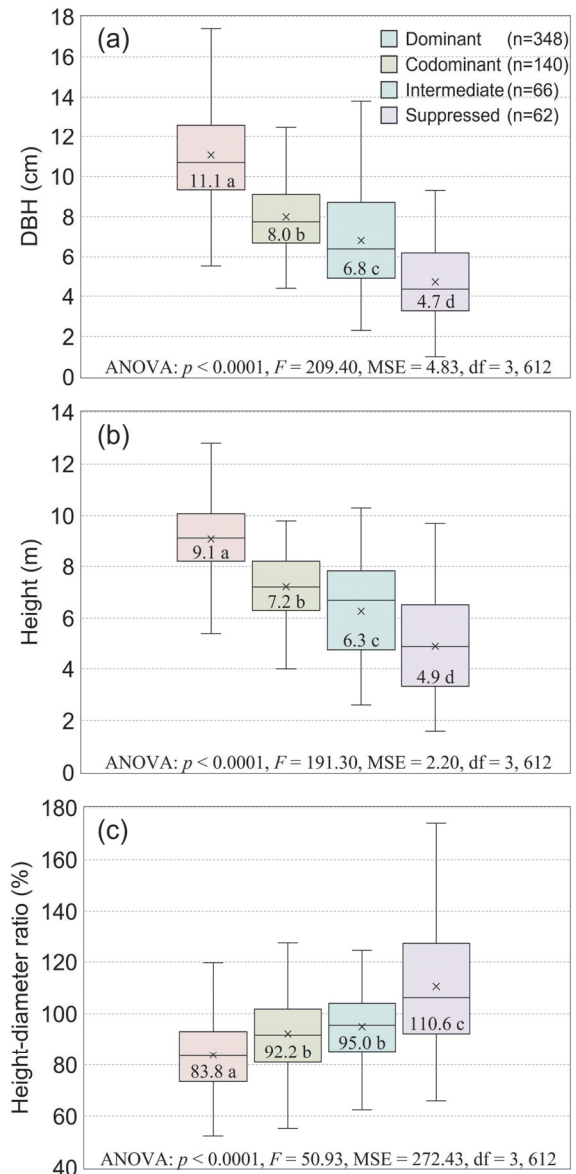 18
16
14
12
10
8
6
4
2
0
DBH (cm)
(a)
Dominant (n=348)
Codominant (n=140)
Intermediate (n=66)
Suppressed (n=62)
11.1 a
8.0 b
6.8 c
4.7 d
ANOVA: p < 0.0001, F = 209.40, MSE = 4.83, df = 3, 612
14
12
10
8
6
4
2
0
Height (m)
(b)
9.1 a
7.2 b
6.3 c
4.9 d
ANOVA: p < 0.0001, F = 191.30, MSE = 2.20, df = 3, 612
180
160
140
120
100
80
60
40
Height-diameter ratio (%)
(c)
83.8 a
92.2 b
95.0 b
110.6 c
ANOVA: p < 0.0001, F = 50.93, MSE = 272.43, df = 3, 612